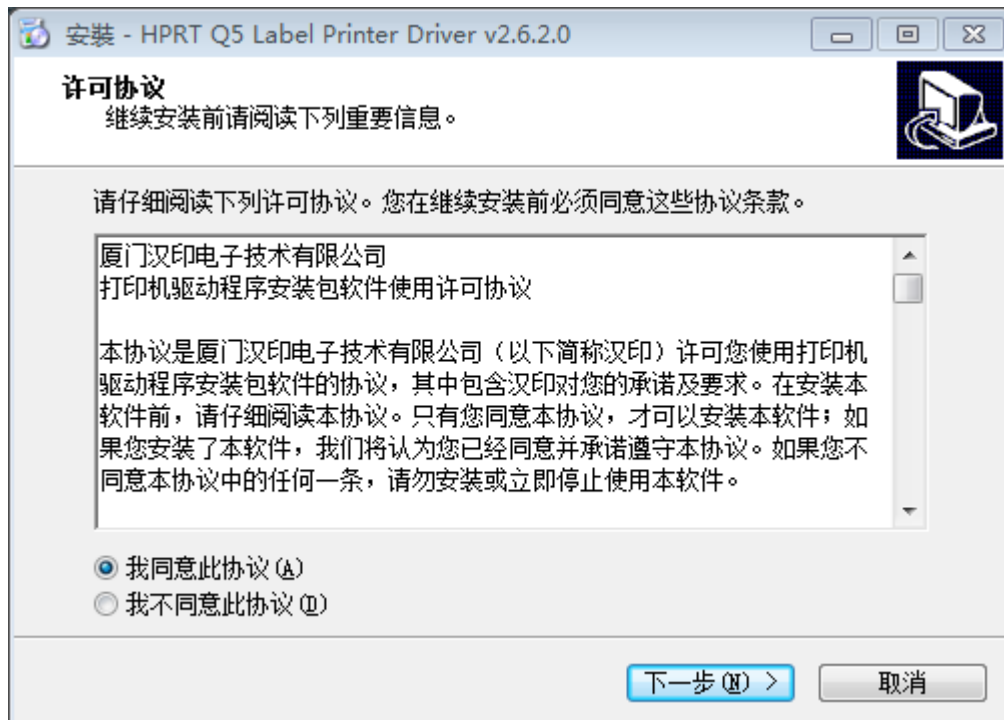 安裝 - HPRT Q5 Label Printer Driver v2.6.2.0
许可协议
继续安装前请阅读下列重要信息。
请仔细阅读下列许可协议。您在继续安装前必须同意这些协议条款。
厦门汉印电子技术有限公司
打印机驱动程序安装包软件使用许可协议
本协议是厦门汉印电子技术有限公司（以下简称汉印）许可您使用打印机
驱动程序安装包软件的协议，其中包含汉印对您的承诺及要求。在安装本
软件前，请仔细阅读本协议。只有您同意本协议，才可以安装本软件；如
果您安装了本软件，我们将认为您已经同意并承诺遵守本协议。如果您不
同意本协议中的任何一条，请勿安装或立即停止使用本软件。
我同意此协议(A)
我不同意此协议(D)
下一步(N) >
取消